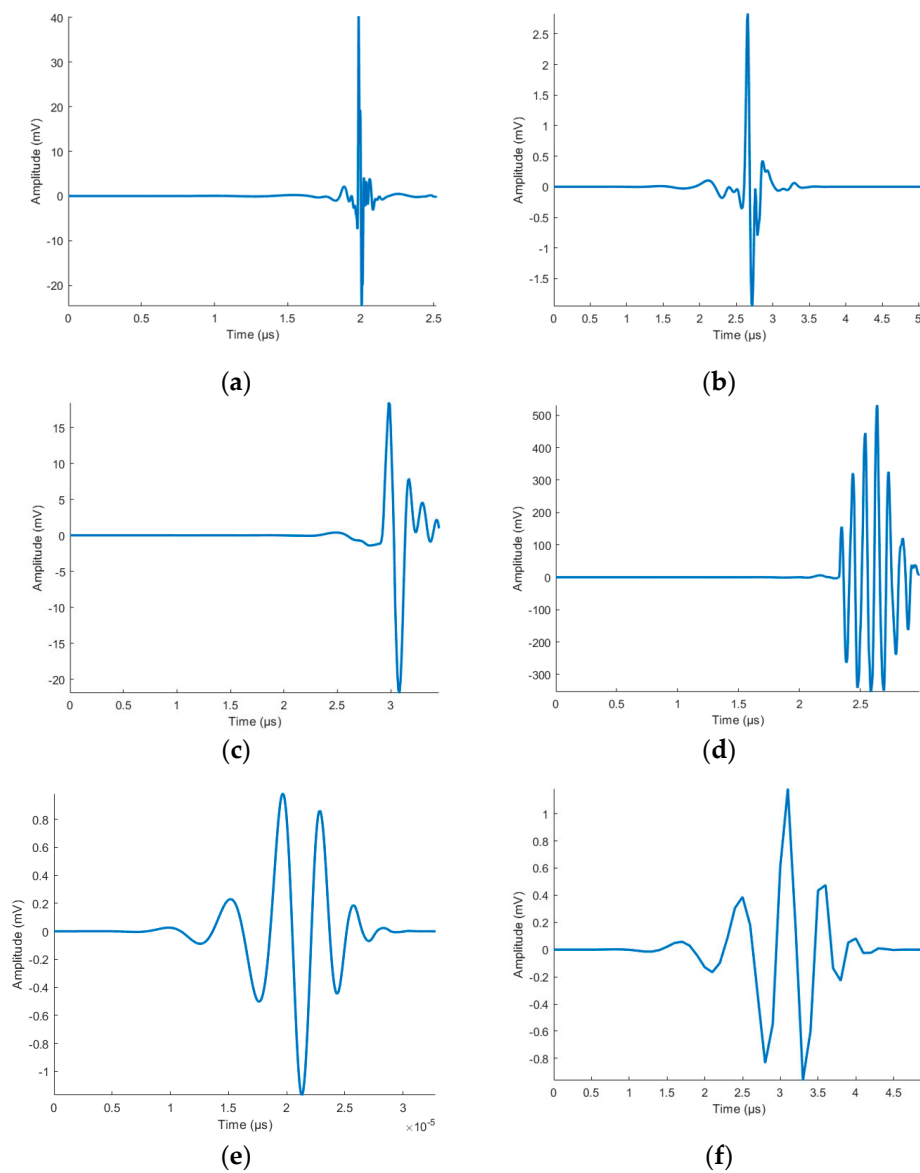 40
30
20
10
0
-10
-20
Amplitude (mV)
0 0.5 1 1.5 2 2.5
Time (µs)
(a)
2.5
2
1.5
1
0.5
0
-0.5
-1
-1.5
Amplitude (mV)
0 0.5 1 1.5 2 2.5 3 3.5 4 4.5 5
Time (µs)
(b)
15
10
5
0
-5
-10
-15
-20
Amplitude (mV)
0 0.5 1 1.5 2 2.5 3
Time (µs)
(c)
500
400
300
200
100
0
-100
-200
-300
Amplitude (mV)
0 0.5 1 1.5 2 2.5
Time (µs)
(d)
0.8
0.6
0.4
0.2
0
-0.2
-0.4
-0.6
-0.8
-1
Amplitude (mV)
0 0.5 1 1.5 2 2.5 3
Time (µs)
×10⁻⁵
(e)
1
0.8
0.6
0.4
0.2
0
-0.2
-0.4
-0.6
-0.8
Amplitude (mV)
0 0.5 1 1.5 2 2.5 3 3.5 4 4.5
Time (µs)
(f)